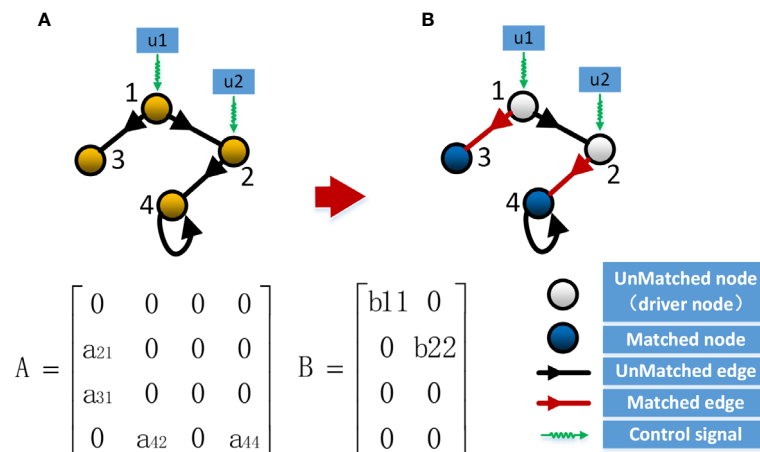 A
B
u1
u2
1
2
3
4
u1
u2
1
2
3
4
A = [ 0 0 0 0
a21 0 0 0
a31 0 0 0
0 a42 0 a44 ]
B = [ b11 0
0 b22
0 0
0 0 ]
UnMatched node
（driver node）
Matched node
UnMatched edge
Matched edge
Control signal